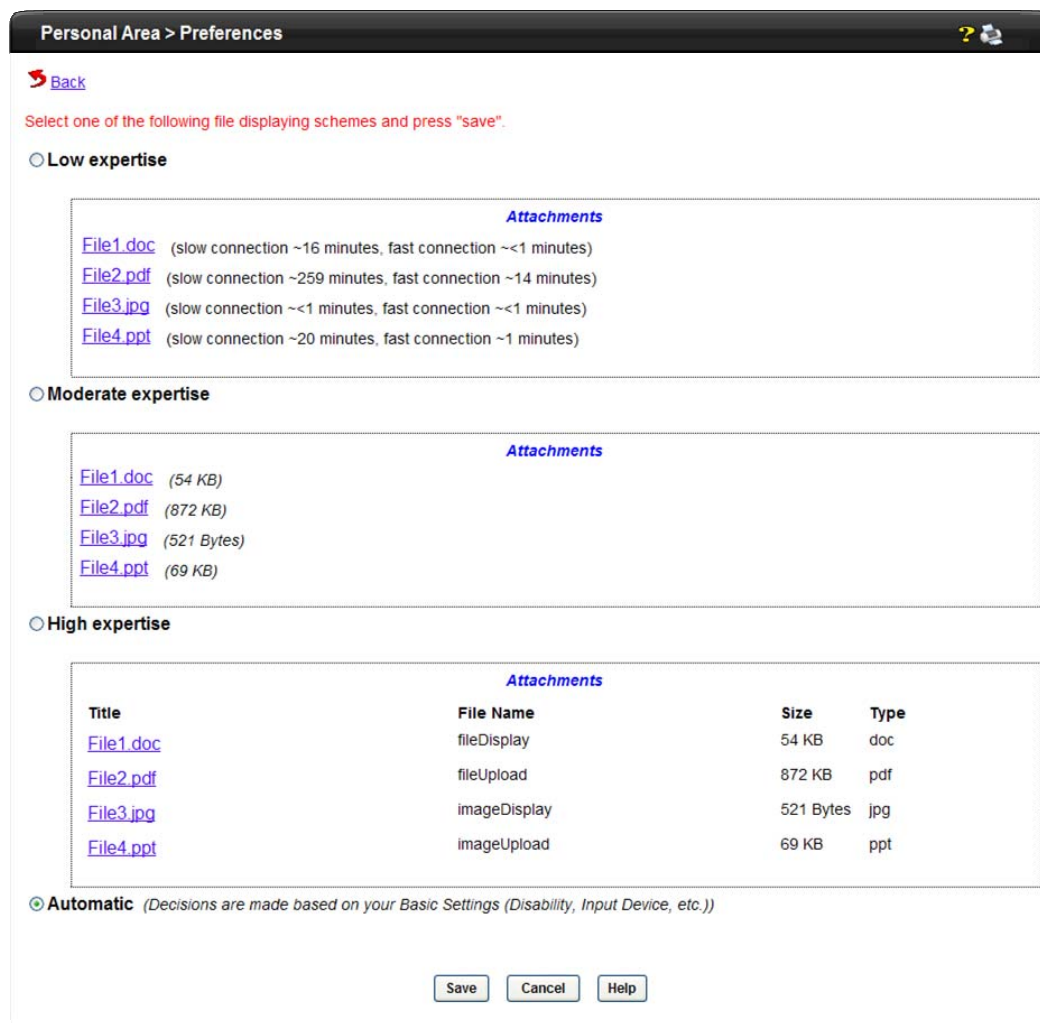 Personal Area > Preferences
Back
Select one of the following file displaying schemes and press "save".
Low expertise
Attachments
File1.doc (slow connection ~16 minutes, fast connection ~<1 minutes)
File2.pdf (slow connection ~259 minutes, fast connection ~14 minutes)
File3.jpg (slow connection ~<1 minutes, fast connection ~<1 minutes)
File4.ppt (slow connection ~20 minutes, fast connection ~1 minutes)
Moderate expertise
Attachments
File1.doc (54 KB)
File2.pdf (872 KB)
File3.jpg (521 Bytes)
File4.ppt (69 KB)
High expertise
Attachments
Title File Name Size Type
File1.doc fileDisplay 54 KB doc
File2.pdf fileUpload 872 KB pdf
File3.jpg imageDisplay 521 Bytes jpg
File4.ppt imageUpload 69 KB ppt
Automatic (Decisions are made based on your Basic Settings (Disability, Input Device, etc.))
Save Cancel Help